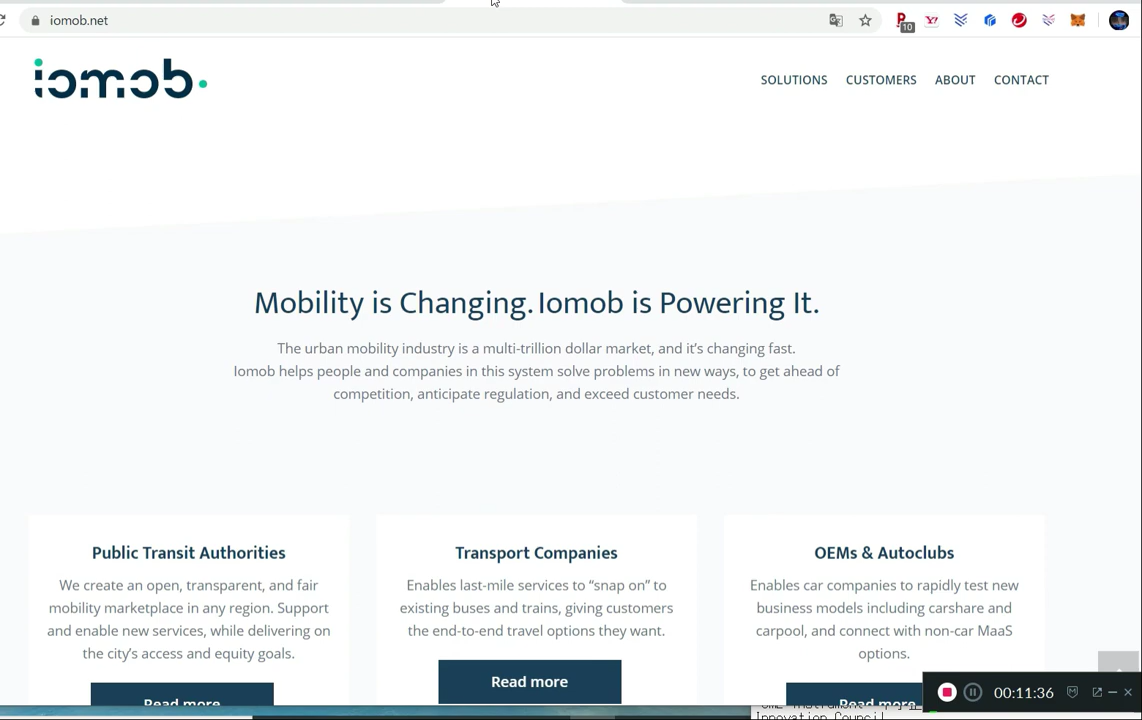 iomob.net
10
iomob.
SOLUTIONS CUSTOMERS ABOUT CONTACT
Mobility is Changing. Iomob is Powering It.
The urban mobility industry is a multi-trillion dollar market, and it's changing fast.
Iomob helps people and companies in this system solve problems in new ways, to get ahead of
competition, anticipate regulation, and exceed customer needs.
Public Transit Authorities
We create an open, transparent, and fair
mobility marketplace in any region. Support
and enable new services, while delivering on
the city's access and equity goals.
Read more
Transport Companies
Enables last-mile services to “snap on” to
existing buses and trains, giving customers
the end-to-end travel options they want.
Read more
OEMs & Autoclubs
Enables car companies to rapidly test new
business models including carshare and
carpool, and connect with non-car MaaS
options.
Read more
00:11:36
Innovation Council